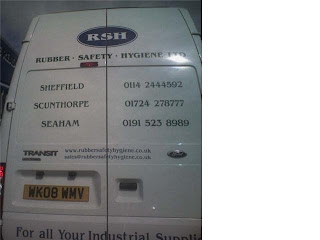 RSH
RUBBER · SAFETY · HYGIENE LTD
SHEFFIELD 0114 2444592
SCUNTHORPE 01724 278777
SEAHAM 0191 523 8989
www.rubbersafetyhygiene.co.uk
TRANSIT sales@rubbersafetyhygiene.co.uk
WK08 WMV
For all Your Industrial Supplies